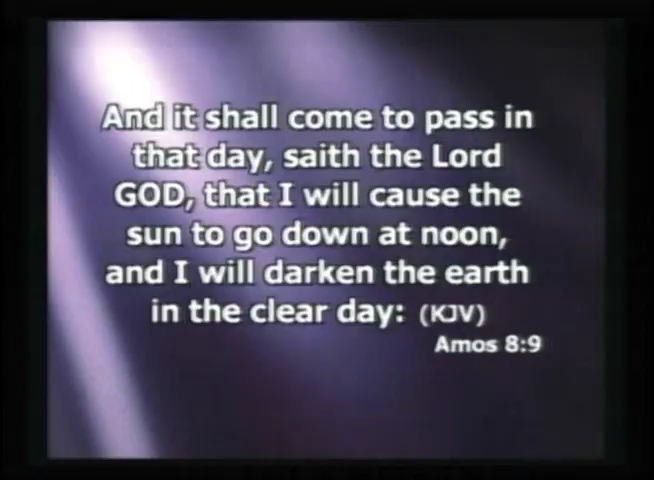 And it shall come to pass in
that day, saith the Lord
GOD, that I will cause the
sun to go down at noon,
and I will darken the earth
in the clear day: (KJV)
Amos 8:9